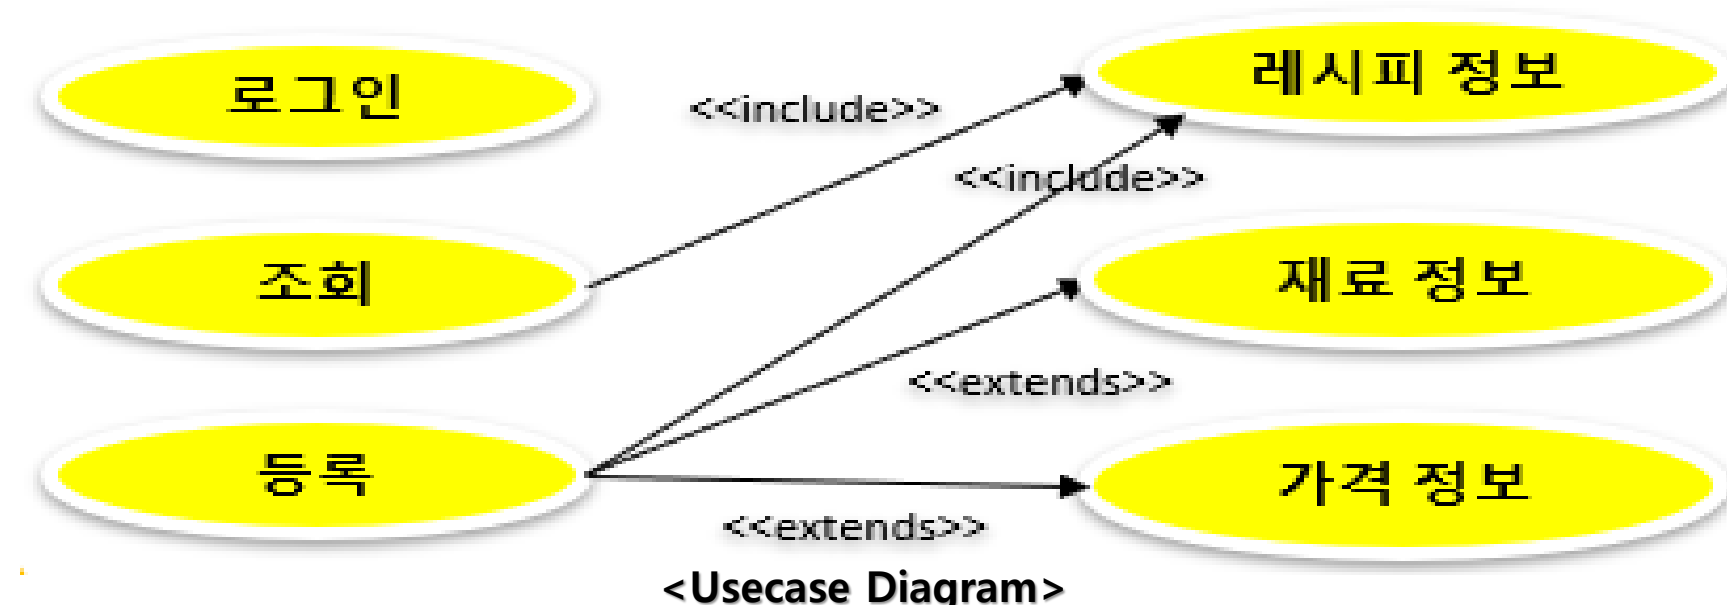 로그인
<<include>>
레시피 정보
<<include>>
조회
재료 정보
<<extends>>
등록
가격 정보
<<extends>>
<Usecase Diagram>